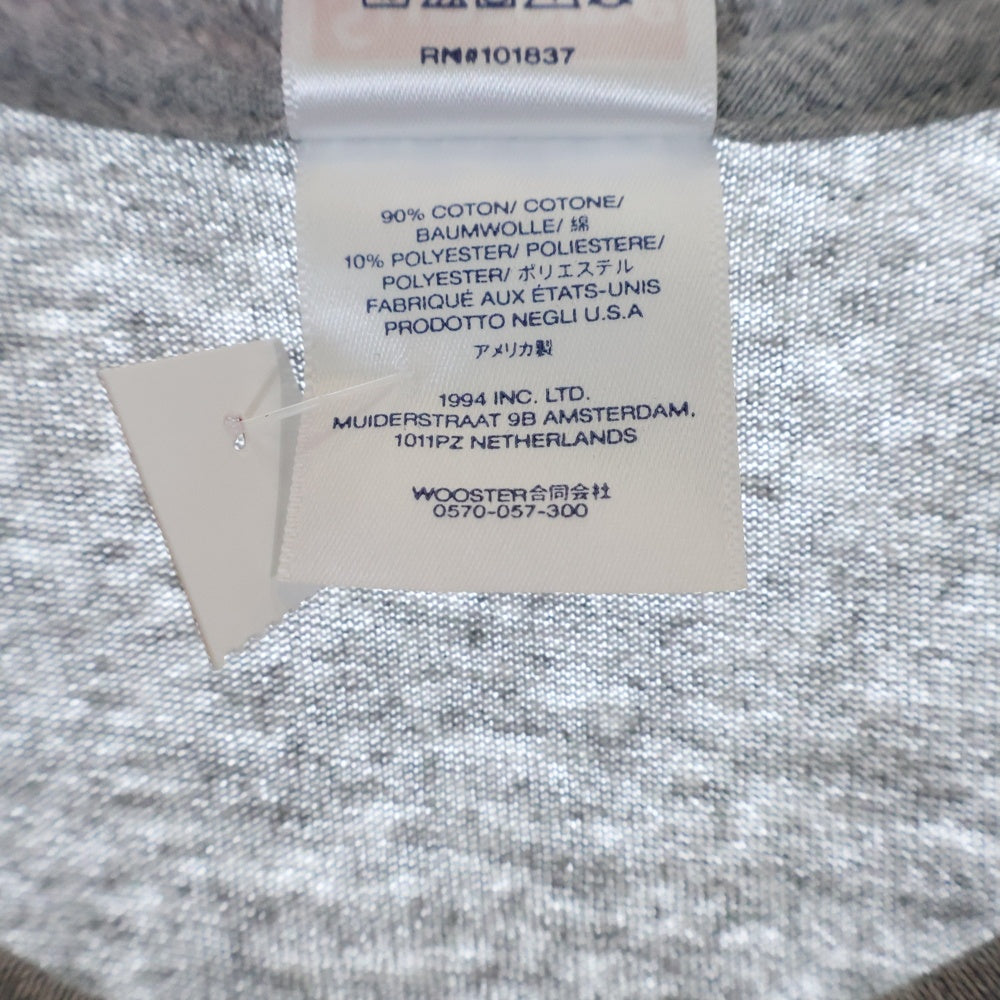 RN#101837
90% COTON/ COTONE/
BAUMWOLLE/ 綿
10% POLYESTER/ POLIESTERE/
POLYESTER/ ポリエステル
FABRIQUÉ AUX ÉTATS-UNIS
PRODOTTO NEGLI U.S.A
アメリカ製
1994 INC. LTD.
MUIDERSTRAAT 9B AMSTERDAM,
1011PZ NETHERLANDS
WOOSTER合同会社
0570-057-300